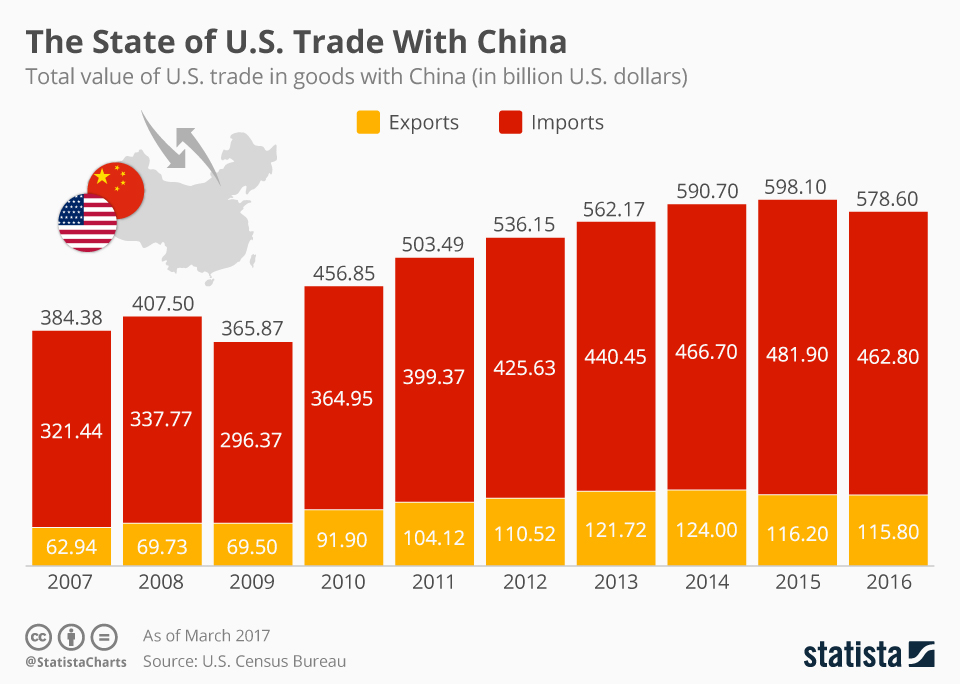 The State of U.S. Trade With China
Total value of U.S. trade in goods with China (in billion U.S. dollars)
Exports Imports
384.38 407.50 365.87 456.85 503.49 536.15 562.17 590.70 598.10 578.60
321.44 337.77 296.37 364.95 399.37 425.63 440.45 466.70 481.90 462.80
62.94 69.73 69.50 91.90 104.12 110.52 121.72 124.00 116.20 115.80
2007 2008 2009 2010 2011 2012 2013 2014 2015 2016
cc
As of March 2017
@StatistaCharts Source: U.S. Census Bureau
statista